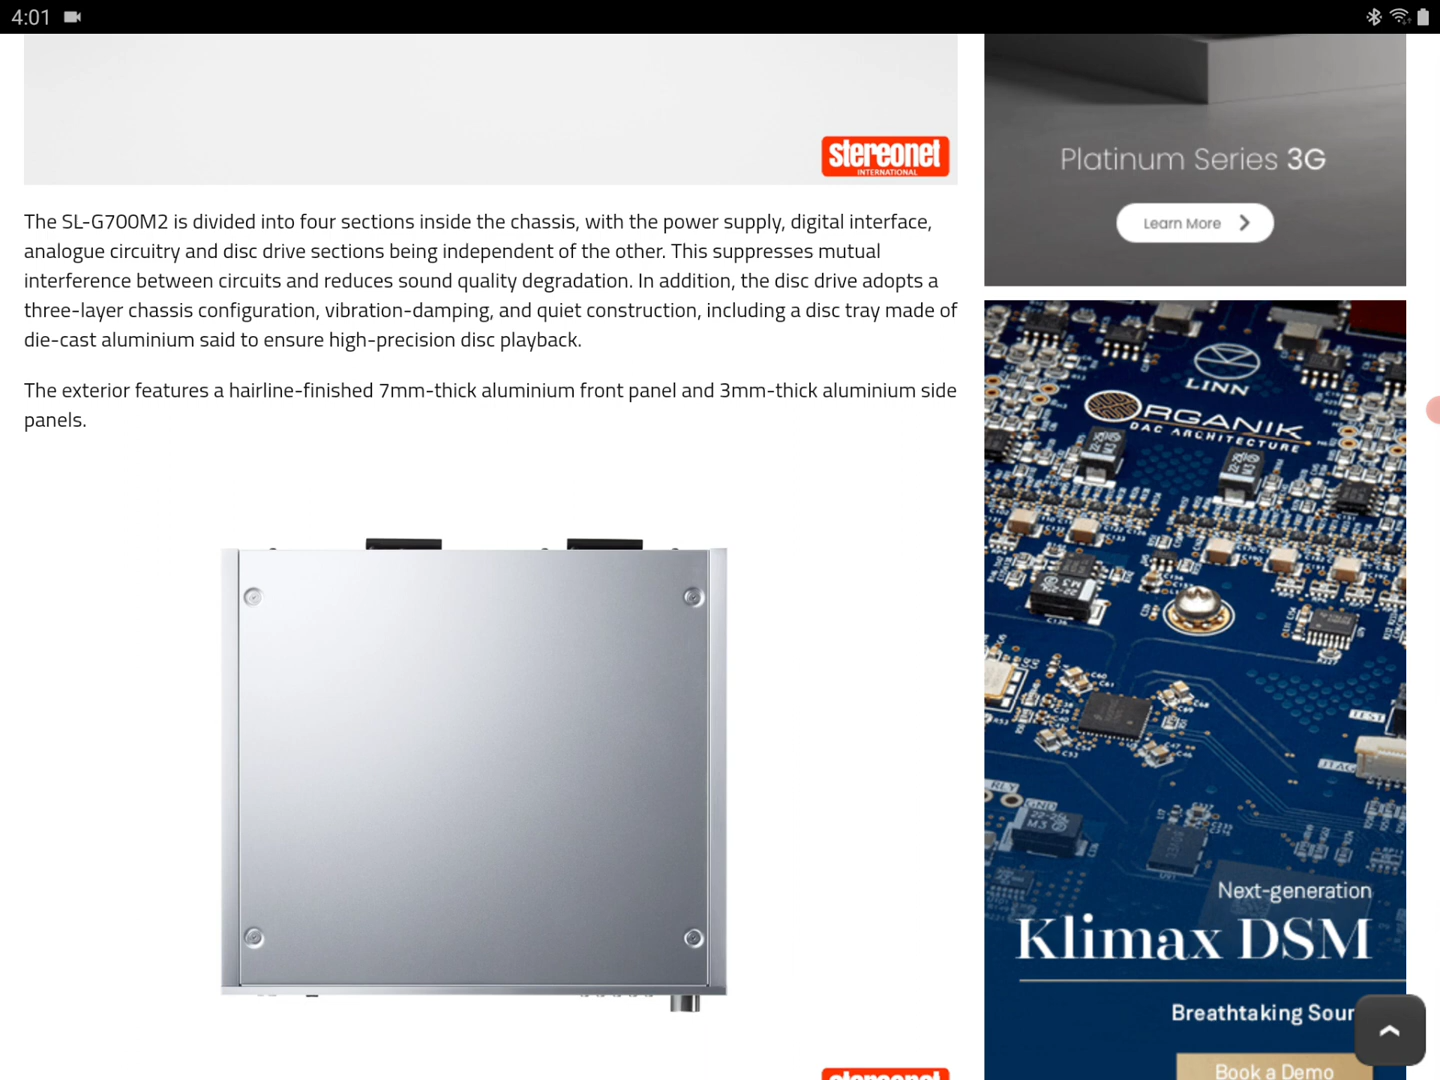 4:01
stereonet
INTERNATIONAL
The SL-G700M2 is divided into four sections inside the chassis, with the power supply, digital interface,
analogue circuitry and disc drive sections being independent of the other. This suppresses mutual
interference between circuits and reduces sound quality degradation. In addition, the disc drive adopts a
three-layer chassis configuration, vibration-damping, and quiet construction, including a disc tray made of
die-cast aluminium said to ensure high-precision disc playback.
The exterior features a hairline-finished 7mm-thick aluminium front panel and 3mm-thick aluminium side
panels.
Platinum Series 3G
Learn More
LINN
ORGANIK
DAC ARCHITECTURE
TEST
JTAG
GND
Next-generation
Klimax DSM
Breathtaking Sour
Book a Demo